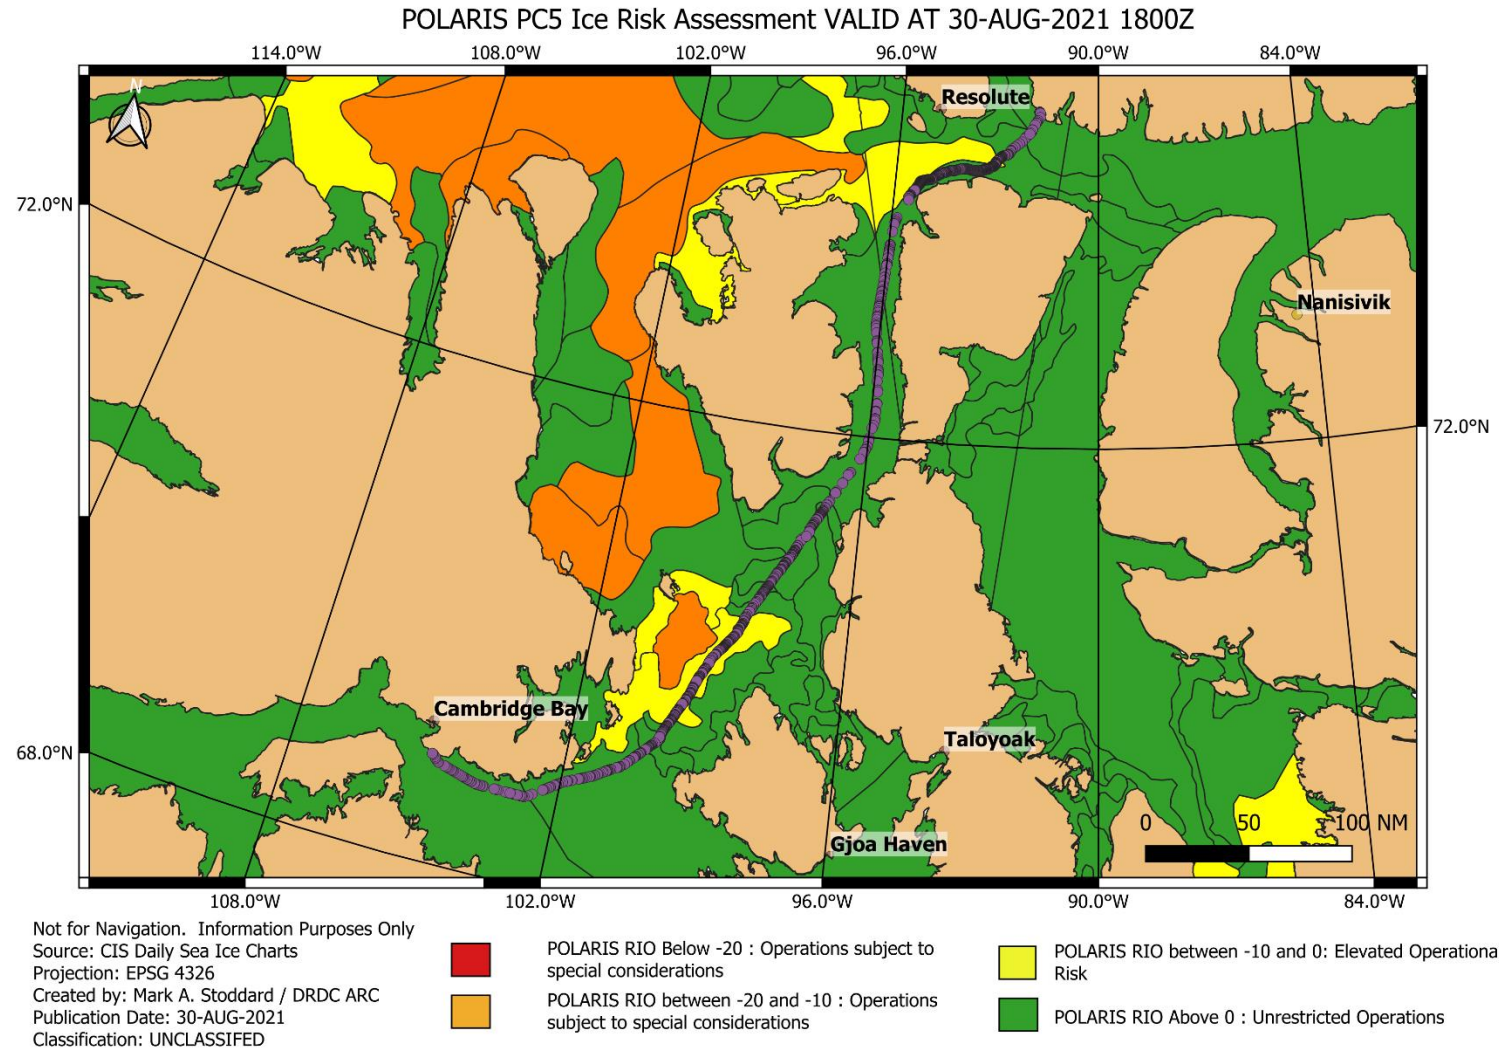 POLARIS PC5 Ice Risk Assessment VALID AT 30-AUG-2021 1800Z
114.0°W
108.0°W
102.0°W
96.0°W
90.0°W
84.0°W
N
Resolute
72.0°N
Nanisivik
72.0°N
Cambridge Bay
Taloyoak
68.0°N
0 50 100 NM
Gjoa Haven
108.0°W
102.0°W
96.0°W
90.0°W
84.0°W
Not for Navigation. Information Purposes Only
Source: CIS Daily Sea Ice Charts
Projection: EPSG 4326
Created by: Mark A. Stoddard / DRDC ARC
Publication Date: 30-AUG-2021
Classification: UNCLASSIFED
POLARIS RIO Below -20 : Operations subject to
special considerations
POLARIS RIO between -20 and -10 : Operations
subject to special considerations
POLARIS RIO between -10 and 0: Elevated Operationa
Risk
POLARIS RIO Above 0 : Unrestricted Operations